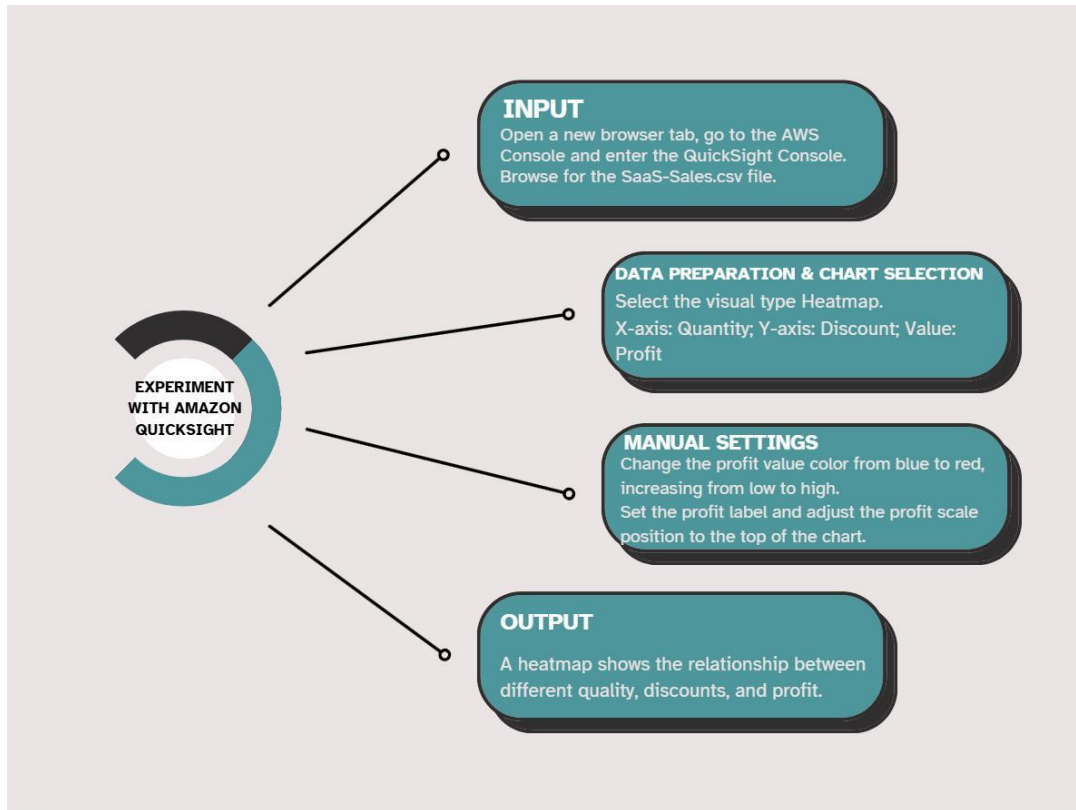 INPUT
Open a new browser tab, go to the AWS
Console and enter the QuickSight Console.
Browse for the SaaS-Sales.csv file.
DATA PREPARATION & CHART SELECTION
Select the visual type Heatmap.
X-axis: Quantity; Y-axis: Discount; Value:
Profit
EXPERIMENT
WITH AMAZON
QUICKSIGHT
MANUAL SETTINGS
Change the profit value color from blue to red,
increasing from low to high.
Set the profit label and adjust the profit scale
position to the top of the chart.
OUTPUT
A heatmap shows the relationship between
different quality, discounts, and profit.